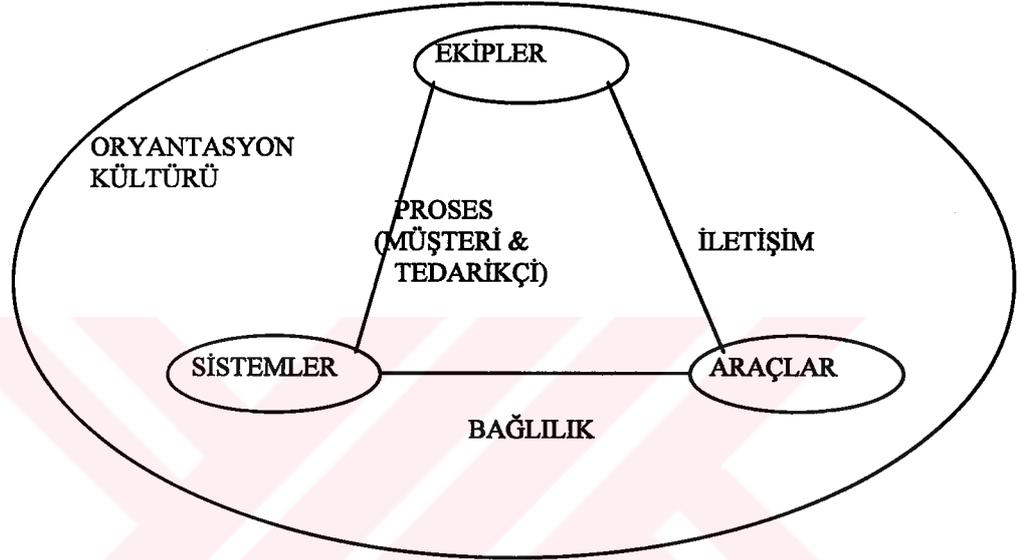 EKİPLER
ORYANTASYON
KÜLTÜRÜ
PROSES
(MÜŞTERİ &
TEDARİKÇİ)
İLETİŞİM
SİSTEMLER
ARAÇLAR
BAĞLILIK